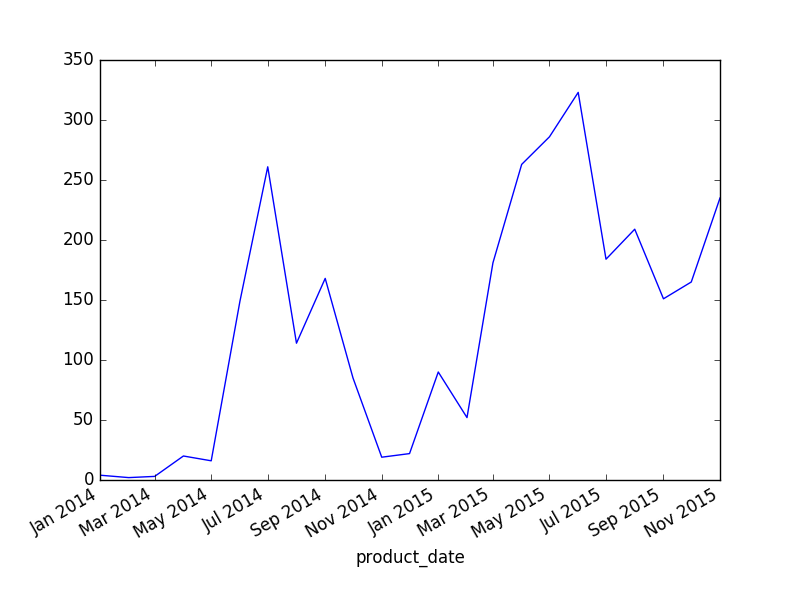 350
300
250
200
150
100
50
0
Jan 2014
Mar 2014
May 2014
Jul 2014
Sep 2014
Nov 2014
Jan 2015
Mar 2015
May 2015
Jul 2015
Sep 2015
Nov 2015
product_date